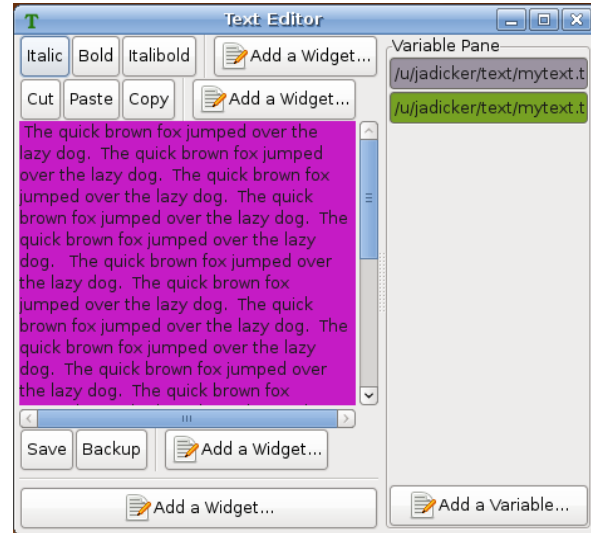 T Text Editor
Italic Bold Italibold Add a Widget...
Cut Paste Copy Add a Widget...
The quick brown fox jumped over the
lazy dog. The quick brown fox jumped
over the lazy dog. The quick brown fox
jumped over the lazy dog. The quick
brown fox jumped over the lazy dog. The
quick brown fox jumped over the lazy
dog. The quick brown fox jumped over
the lazy dog. The quick brown fox
jumped over the lazy dog. The quick
brown fox jumped over the lazy dog. The
quick brown fox jumped over the lazy
dog. The quick brown fox jumped over
the lazy dog. The quick brown fox
Save Backup Add a Widget...
Add a Widget...
Variable Pane
/u/jadicker/text/mytext.t
/u/jadicker/text/mytext.t
Add a Variable...